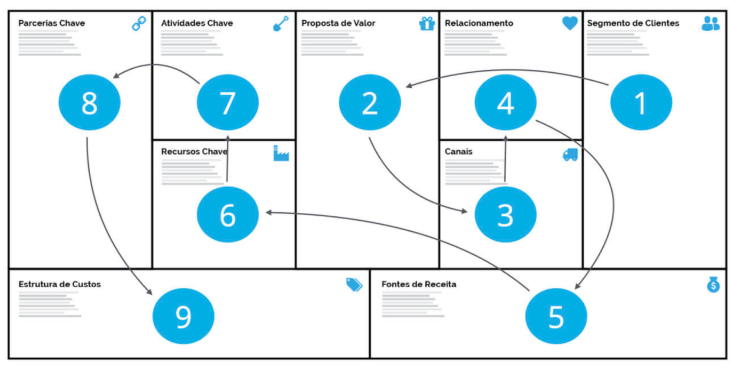 Parcerias Chave
Atividades Chave
Proposta de Valor
Relacionamento
Segmento de Clientes
8
7
2
4
1
Recursos Chave
Canais
6
3
Estrutura de Custos
Fontes de Receita
$
9
5